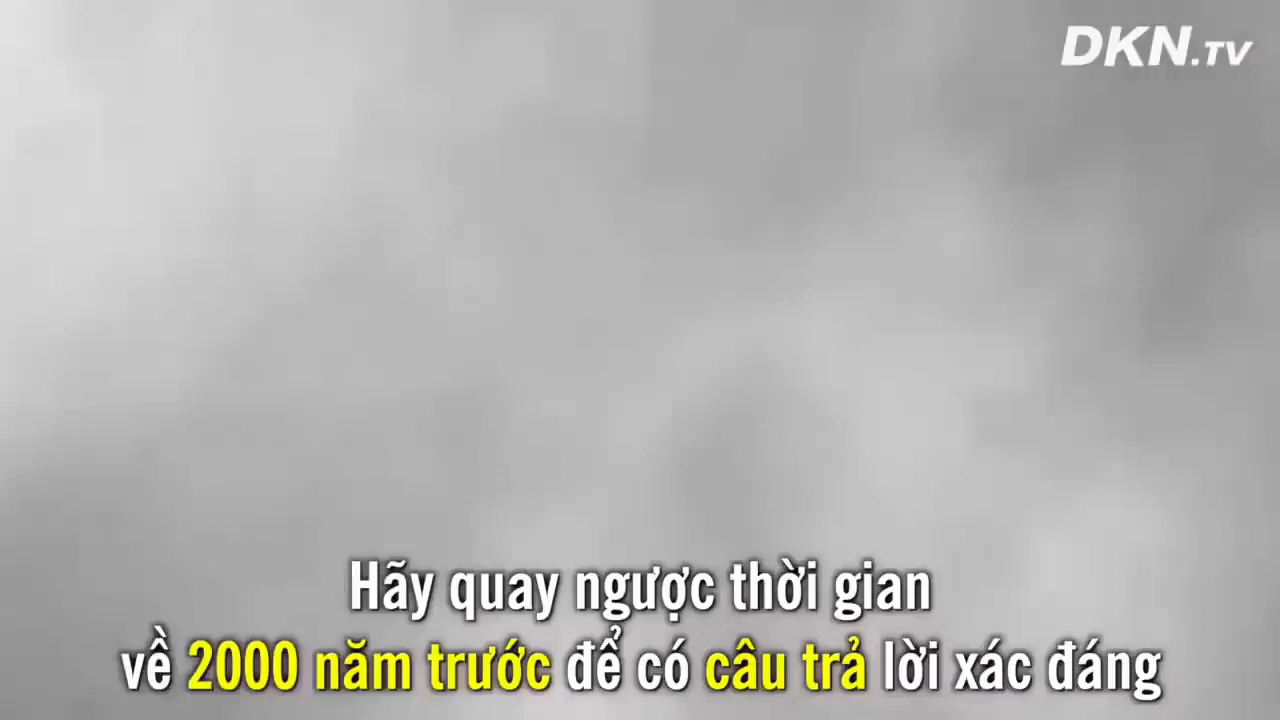 DKN.TV
Hãy quay ngược thời gian
về 2000 năm trước để có câu trả lời xác đáng